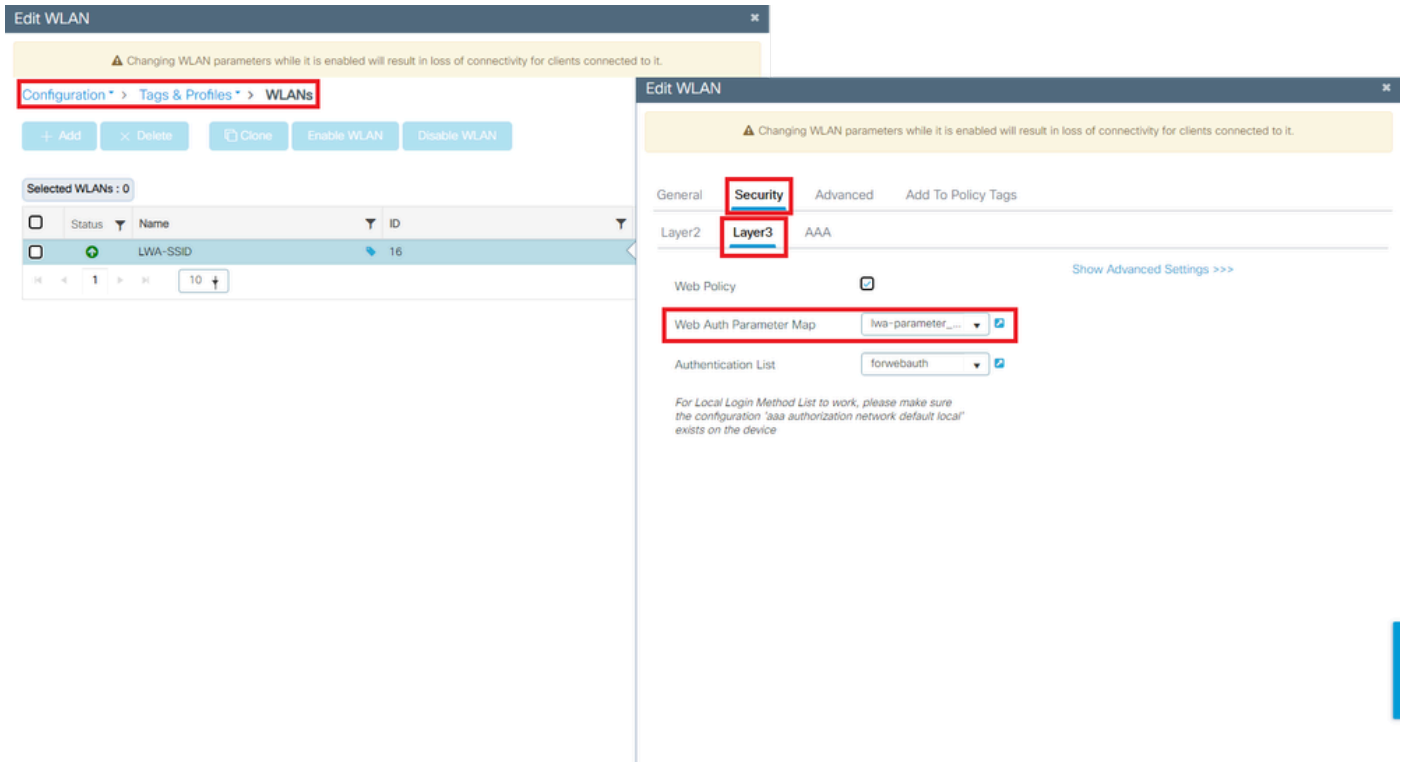 Edit WLAN
Changing WLAN parameters while it is enabled will result in loss of connectivity for clients connected to it.
Configuration > Tags & Profiles > WLANs
+ Add × Delete Clone Enable WLAN Disable WLAN
Selected WLANs : 0
Status Name ID
LWA-SSID 16
1 10
Edit WLAN
Changing WLAN parameters while it is enabled will result in loss of connectivity for clients connected to it.
General Security Advanced Add To Policy Tags
Layer2 Layer3 AAA
Show Advanced Settings >>>
Web Policy
Web Auth Parameter Map lwa-parameter_...
Authentication List forwebauth
For Local Login Method List to work, please make sure
the configuration 'aaa authorization network default local'
exists on the device